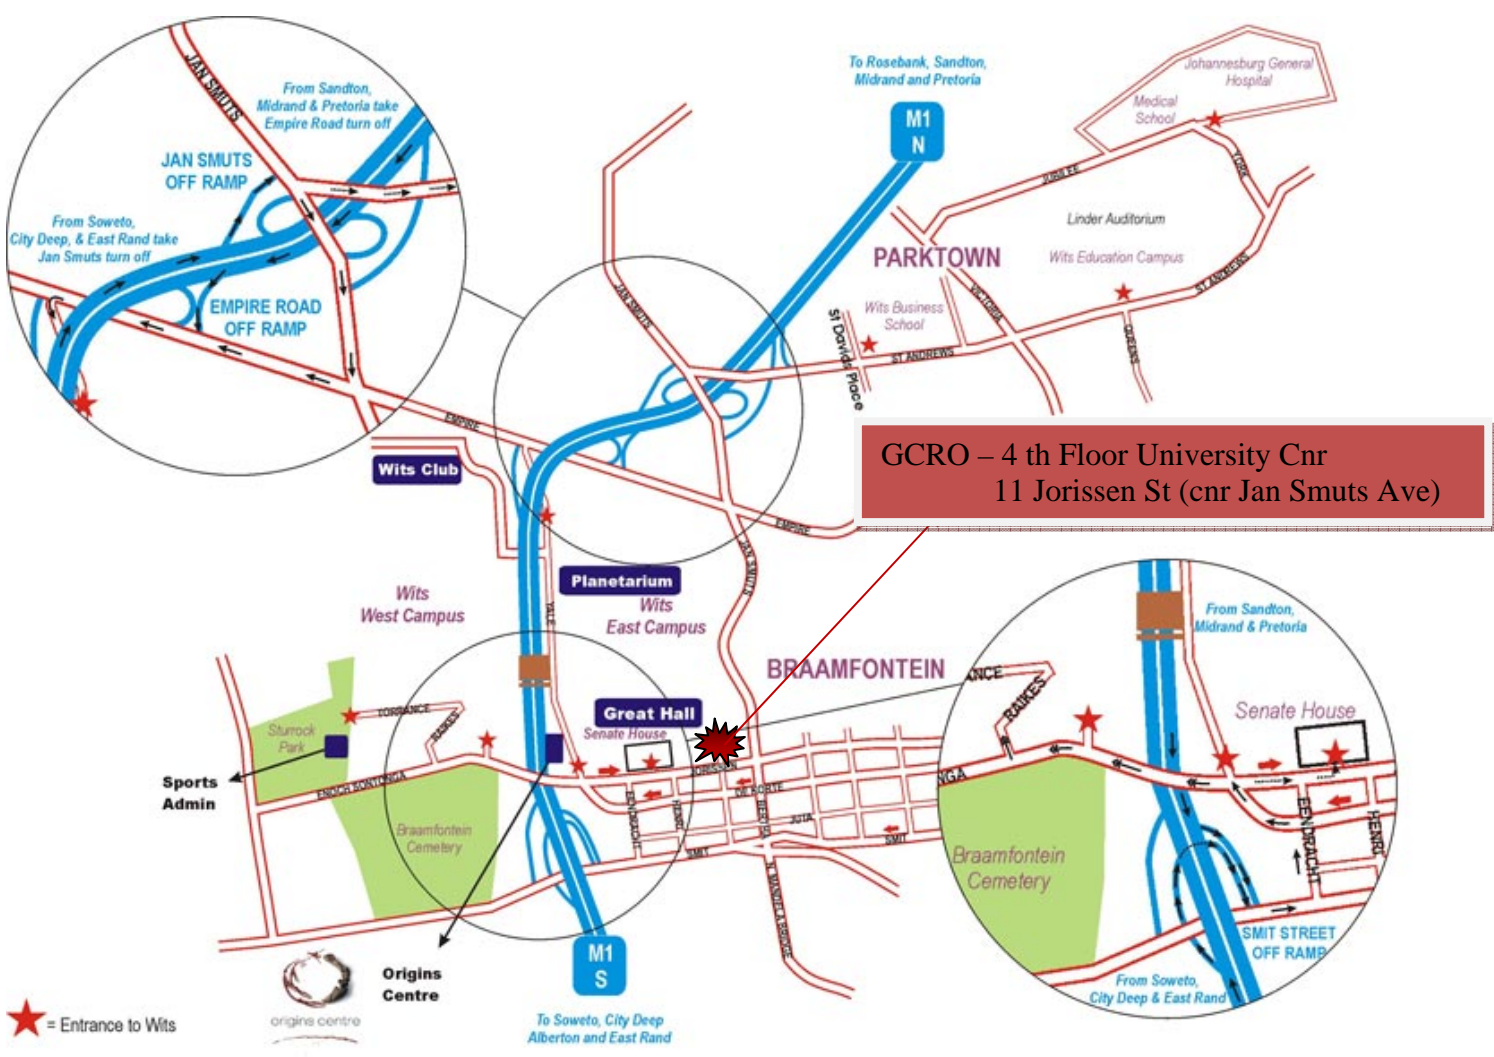 JAN SMUTS
From Sandton,
Midrand & Pretoria take
Empire Road turn off
JAN SMUTS
OFF RAMP
From Soweto,
City Deep, & East Rand take
Jan Smuts turn off
EMPIRE ROAD
OFF RAMP
To Rosebank, Sandton,
Midrand and Pretoria
M1
N
Johannesburg General
Hospital
Medical
School
JUBILEE
YORK
Linder Auditorium
PARKTOWN
Wits Education Campus
ST ANDREWS
VICTORIA
Wits Business
School
St Davids Place
ST ANDREWS
QUEENS
JAN SMUTS
EMPIRE
Wits Club
GCRO – 4 th Floor University Cnr
11 Jorissen St (cnr Jan Smuts Ave)
EMPIRE
JAN SMUTS
Planetarium
Wits
West Campus
Wits
East Campus
YALE
BRAAMFONTEIN
Great Hall
Senate House
TORRANCE
RAIKES
Sturrock
Park
Sports
Admin
ENOCH SONTONGA
JORISSEN
DE KORTE
EENDRACHT
HENRI
BERTHA
JUTA
SMIT
SMIT
Braamfontein
Cemetery
N. MANDELA BRIDGE
M1
S
Origins
Centre
origins centre
To Soweto, City Deep
Alberton and East Rand
= Entrance to Wits
From Sandton,
Midrand & Pretoria
ANCE
RAIKES
Senate House
NGA
EENDRACHT
HENRI
Braamfontein
Cemetery
SMIT STREET
OFF RAMP
From Soweto,
City Deep & East Rand